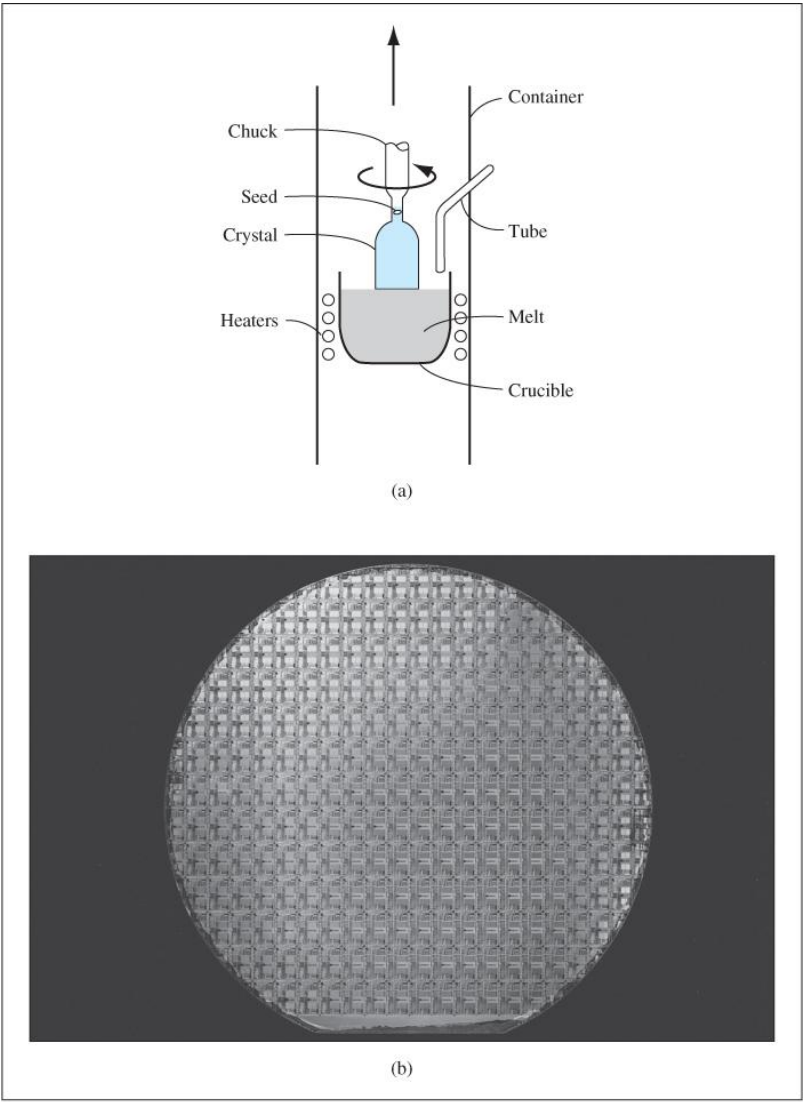 Container
Chuck
Seed
Tube
Crystal
Heaters
Melt
Crucible
(a)
(b)